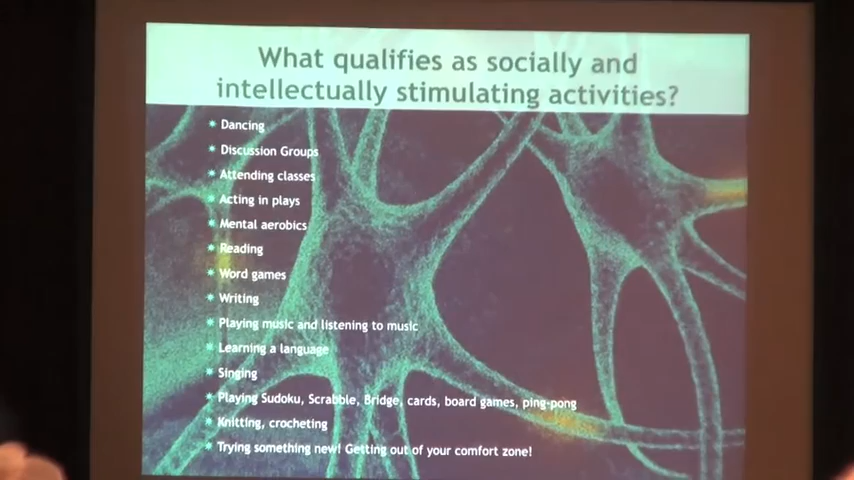 What qualifies as socially and
intellectually stimulating activities?
* Dancing
* Discussion Groups
* Attending classes
* Acting in plays
* Mental aerobics
* Reading
* Word games
* Writing
* Playing music and listening to music
* Learning a language
* Singing
* Playing Sudoku, Scrabble, Bridge, cards, board games, ping-pong
* Knitting, crocheting
* Trying something new! Getting out of your comfort zone!